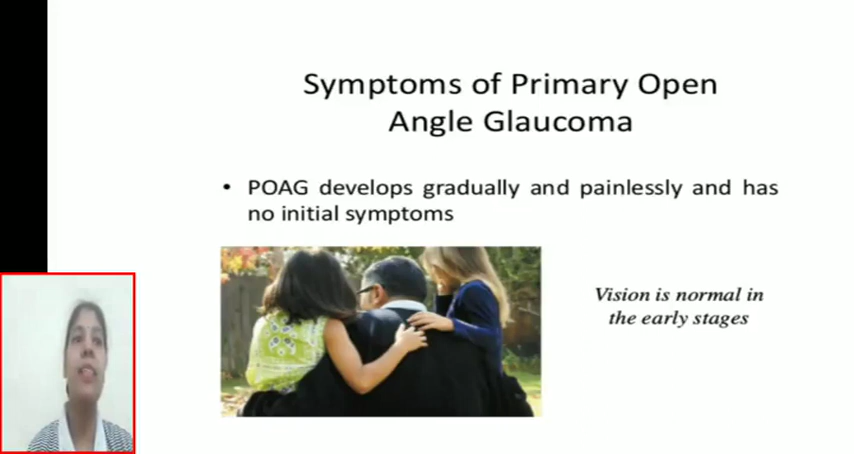 Symptoms of Primary Open
Angle Glaucoma
• POAG develops gradually and painlessly and has
no initial symptoms
Vision is normal in
the early stages